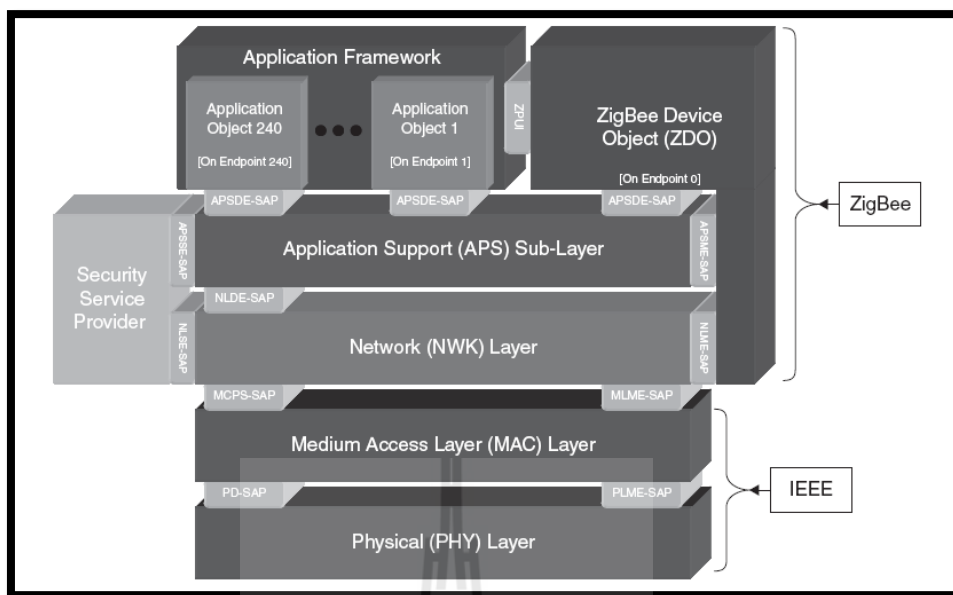 Application Framework
Application
Object 240
[On Endpoint 240]
Application
Object 1
[On Endpoint 1]
ZPUI
ZigBee Device
Object (ZDO)
[On Endpoint 0]
APSDE-SAP
APSDE-SAP
APSDE-SAP
ZigBee
Security
Service
Provider
APSSE-SAP
Application Support (APS) Sub-Layer
APSME-SAP
NLDE-SAP
NLSE-SAP
Network (NWK) Layer
NLME-SAP
MCPS-SAP
MLME-SAP
Medium Access Layer (MAC) Layer
PD-SAP
PLME-SAP
IEEE
Physical (PHY) Layer